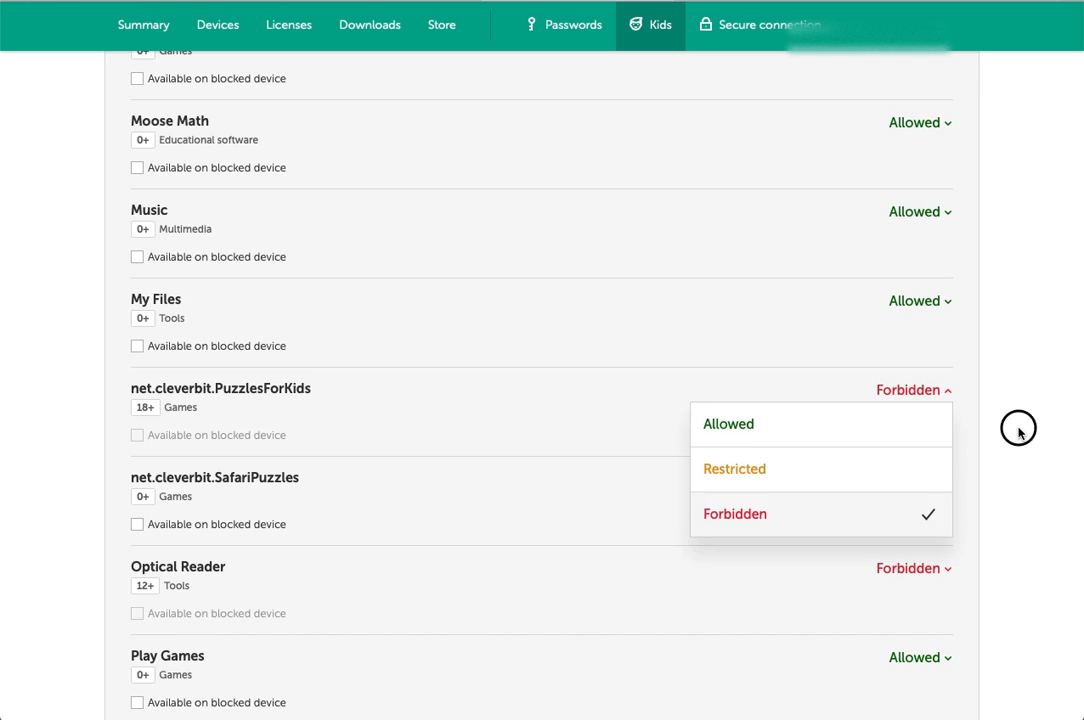 Summary Devices Licenses Downloads Store Passwords Kids Secure connection
0+ Games
Available on blocked device
Moose Math Allowed
0+ Educational software
Available on blocked device
Music Allowed
0+ Multimedia
Available on blocked device
My Files Allowed
0+ Tools
Available on blocked device
net.cleverbit.PuzzlesForKids Forbidden
18+ Games
Allowed
Available on blocked device
Restricted
net.cleverbit.SafariPuzzles
0+ Games
Forbidden
Available on blocked device
Optical Reader Forbidden
12+ Tools
Available on blocked device
Play Games Allowed
0+ Games
Available on blocked device